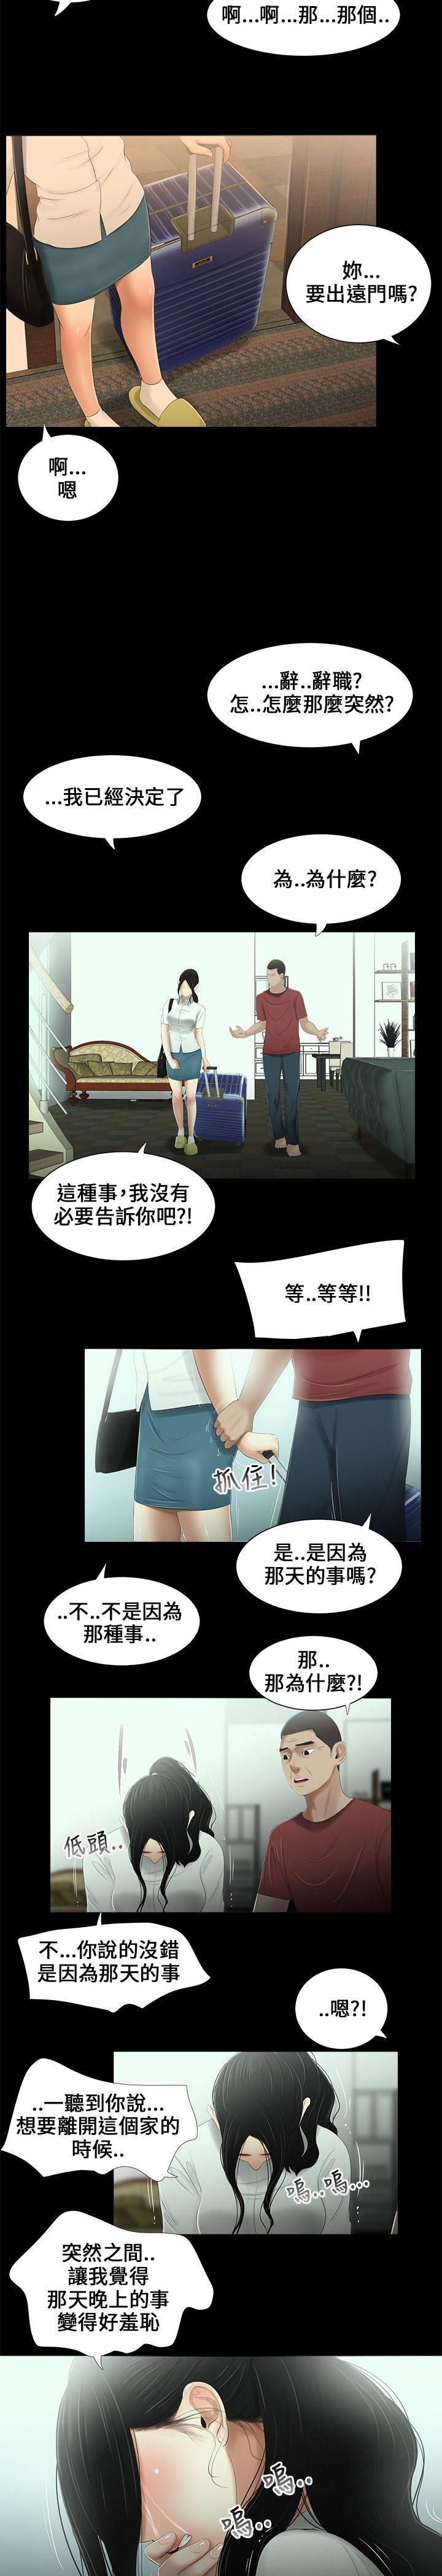 啊...啊...那...那個..
妳...
要出遠門嗎?
啊...
嗯
...辭..辭職?
怎..怎麼那麼突然?
...我已經決定了
為..為什麼?
這種事,我沒有
必要告訴你吧?!
等..等等!!
抓住!
是..是因為
那天的事嗎?
..不..不是因為
那種事..
那..
那為什麼?!
低頭..
不...你說的沒錯
是因為那天的事
..嗯?!
..一聽到你說...
想要離開這個家的
時候..
嗚..嗚...
突然之間..
讓我覺得
那天晚上的事
變得好羞恥
嗚..
嗚..